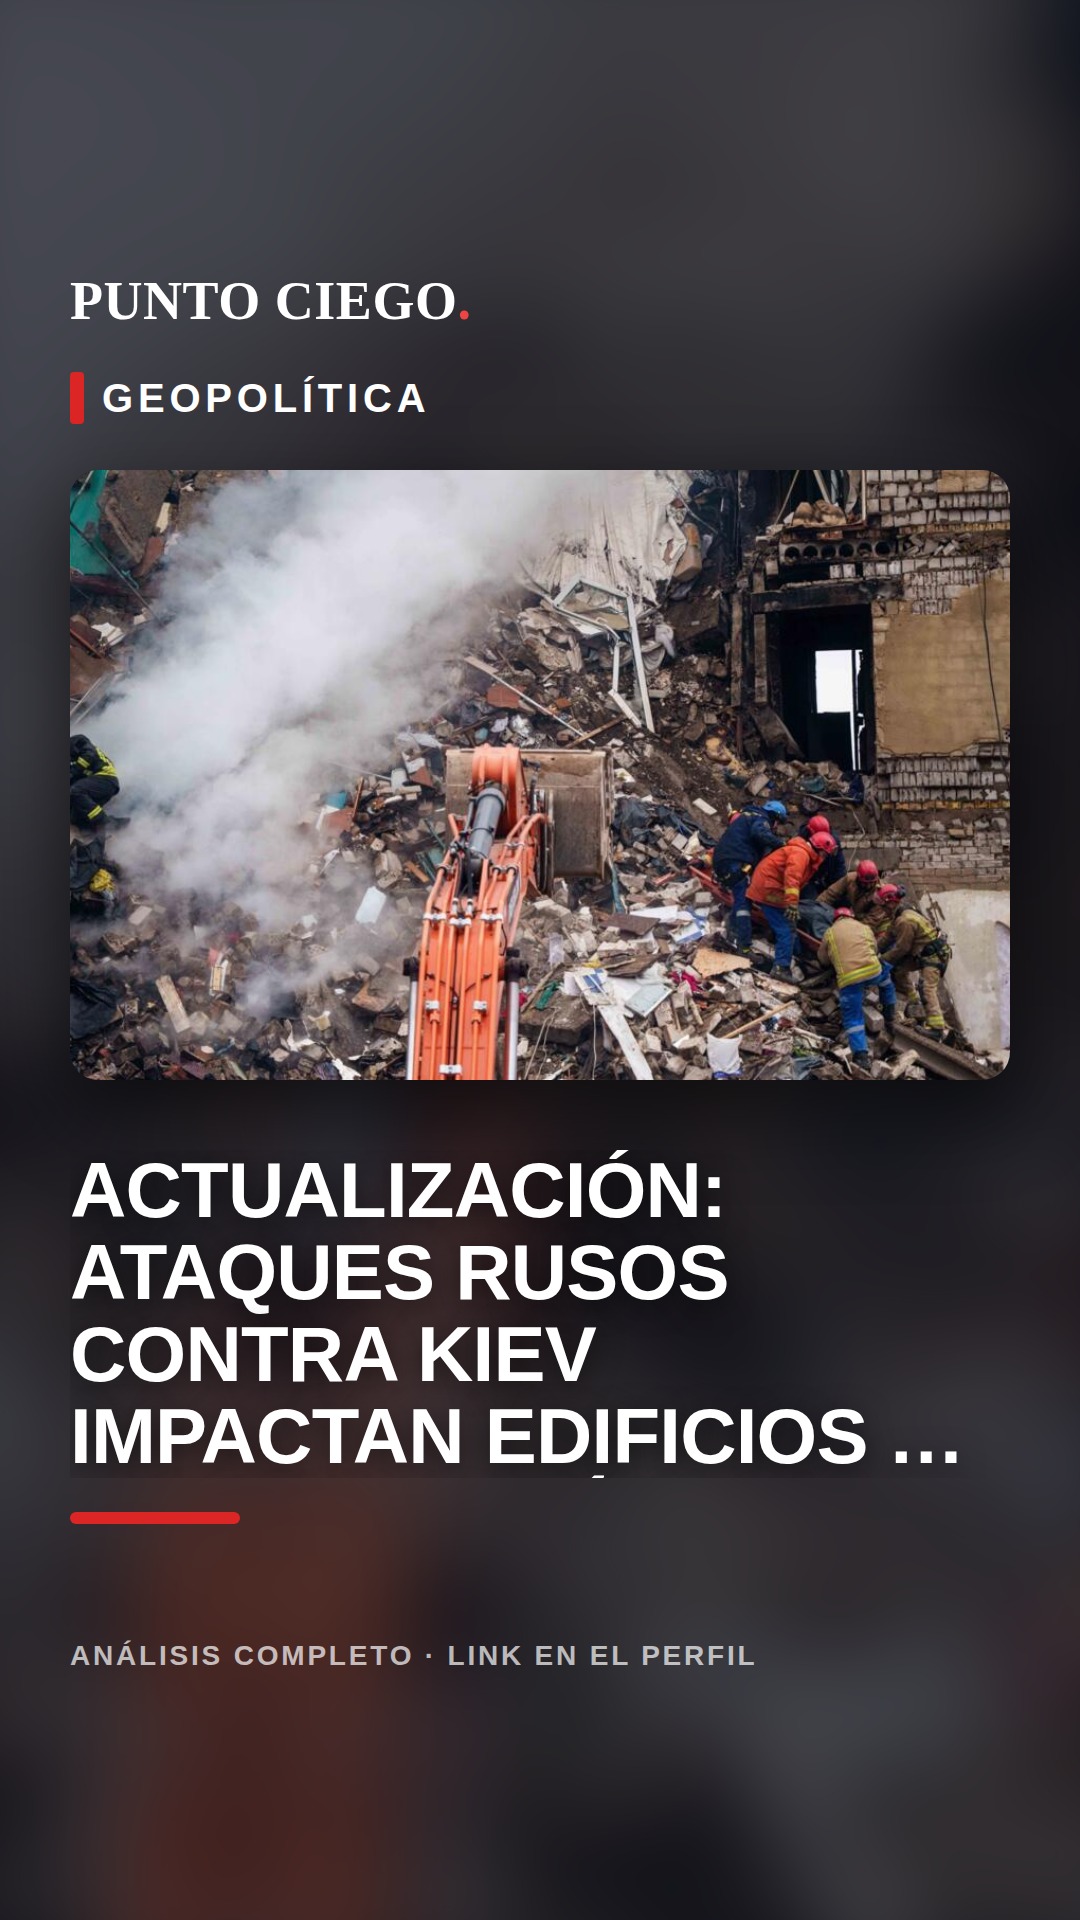 PUNTO CIEGO.
GEOPOLÍTICA
ACTUALIZACIÓN:
ATAQUES RUSOS
CONTRA KIEV
IMPACTAN EDIFICIOS ...
ANÁLISIS COMPLETO · LINK EN EL PERFIL